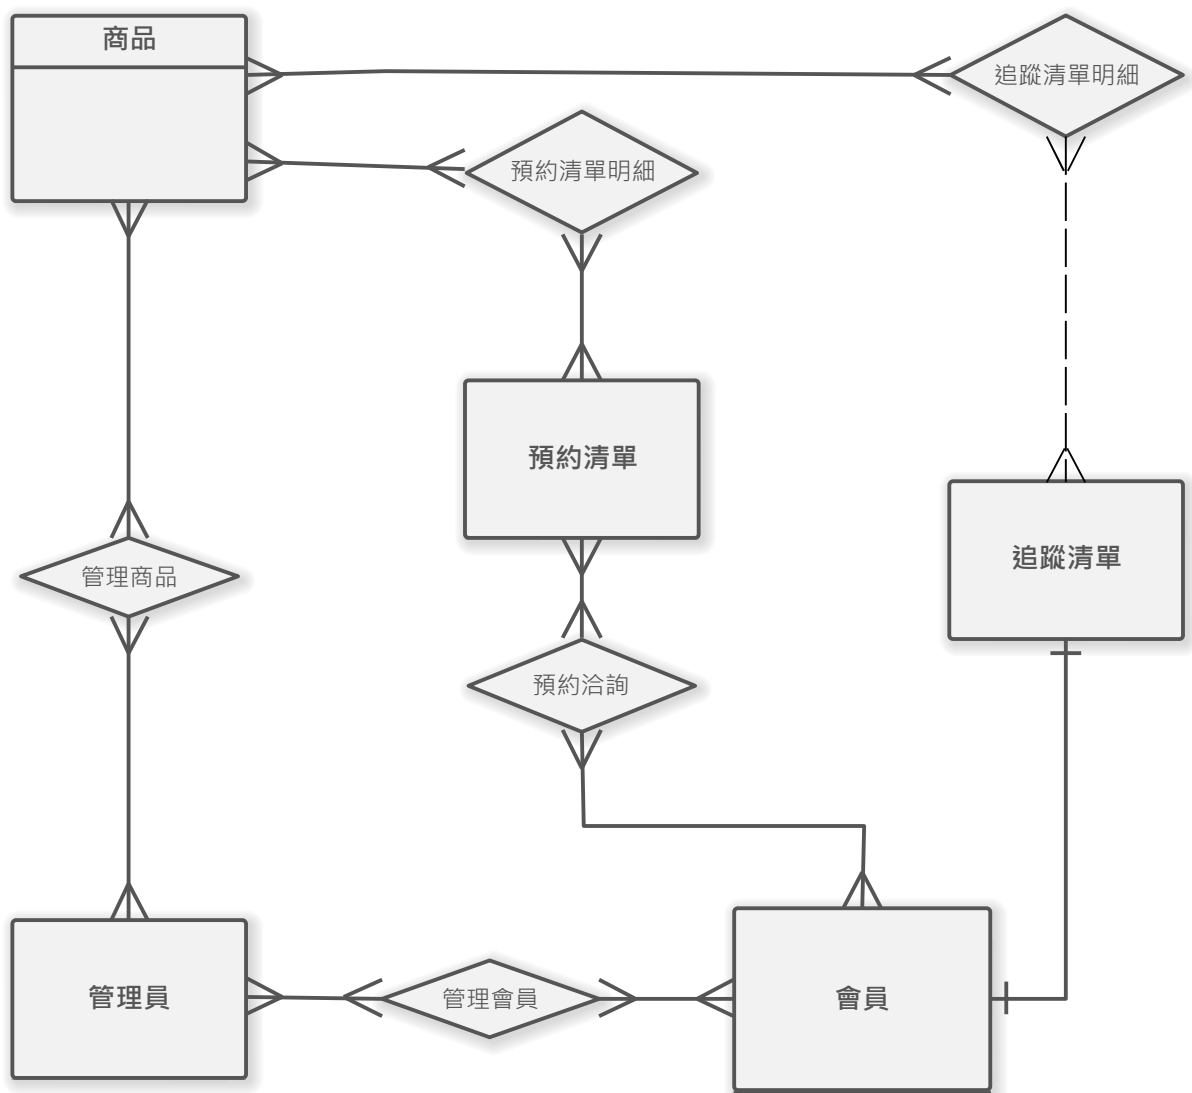 商品
追蹤清單明細
預約清單明細
預約清單
追蹤清單
管理商品
預約洽詢
管理員
管理會員
會員